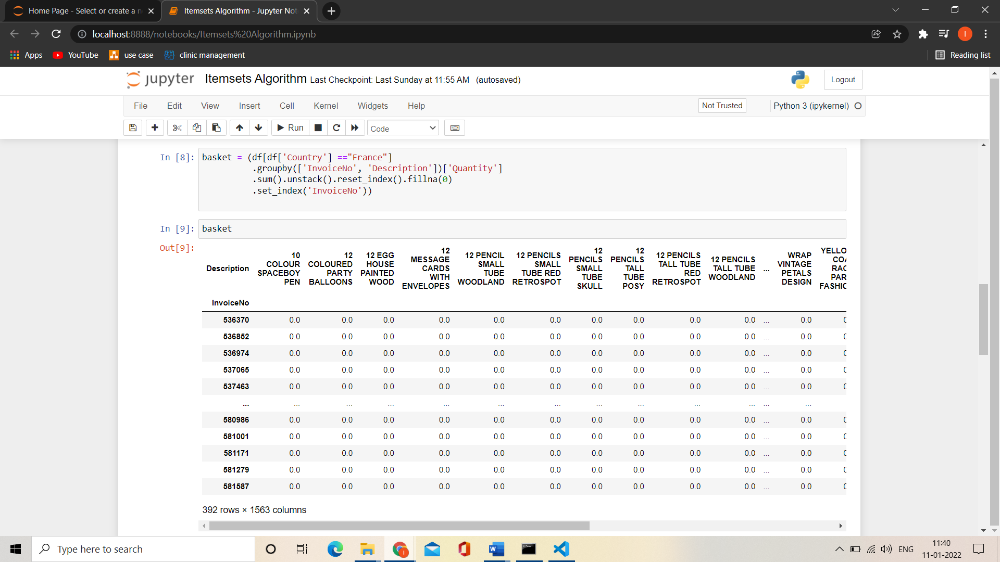 Home Page - Select or create a n
Itemsets Algorithm - Jupyter Not
localhost:8888/notebooks/Itemsets%20Algorithm.ipynb
I
Apps YouTube use case clinic management Reading list
jupyter Itemsets Algorithm Last Checkpoint: Last Sunday at 11:55 AM (autosaved) Logout
File Edit View Insert Cell Kernel Widgets Help Not Trusted Python 3 (ipykernel)
Run Code
In [8]: basket = (df[df['Country'] =="France"]
.groupby(['InvoiceNo', 'Description'])['Quantity']
.sum().unstack().reset_index().fillna(0)
.set_index('InvoiceNo'))
In [9]: basket
Out[9]:
Description 10 COLOUR SPACEBOY PEN 12 COLOURED PARTY BALLOONS 12 EGG HOUSE PAINTED WOOD 12 MESSAGE CARDS WITH ENVELOPES 12 PENCIL SMALL TUBE WOODLAND 12 PENCILS SMALL TUBE RED RETROSPOT 12 PENCILS SMALL TUBE SKULL 12 PENCILS TALL TUBE POSY 12 PENCILS TALL TUBE RED RETROSPOT 12 PENCILS TALL TUBE WOODLAND ... WRAP VINTAGE PETALS DESIGN YELLO COA RAC PAR FASHIO
InvoiceNo
536370 0.0 0.0 0.0 0.0 0.0 0.0 0.0 0.0 0.0 0.0 ... 0.0
536852 0.0 0.0 0.0 0.0 0.0 0.0 0.0 0.0 0.0 0.0 ... 0.0
536974 0.0 0.0 0.0 0.0 0.0 0.0 0.0 0.0 0.0 0.0 ... 0.0
537065 0.0 0.0 0.0 0.0 0.0 0.0 0.0 0.0 0.0 0.0 ... 0.0
537463 0.0 0.0 0.0 0.0 0.0 0.0 0.0 0.0 0.0 0.0 ... 0.0
... ... ... ... ... ... ... ... ... ... ... ... ...
580986 0.0 0.0 0.0 0.0 0.0 0.0 0.0 0.0 0.0 0.0 ... 0.0
581001 0.0 0.0 0.0 0.0 0.0 0.0 0.0 0.0 0.0 0.0 ... 0.0
581171 0.0 0.0 0.0 0.0 0.0 0.0 0.0 0.0 0.0 0.0 ... 0.0
581279 0.0 0.0 0.0 0.0 0.0 0.0 0.0 0.0 0.0 0.0 ... 0.0
581587 0.0 0.0 0.0 0.0 0.0 0.0 0.0 0.0 0.0 0.0 ... 0.0
392 rows × 1563 columns
Type here to search
ENG
11:40
11-01-2022